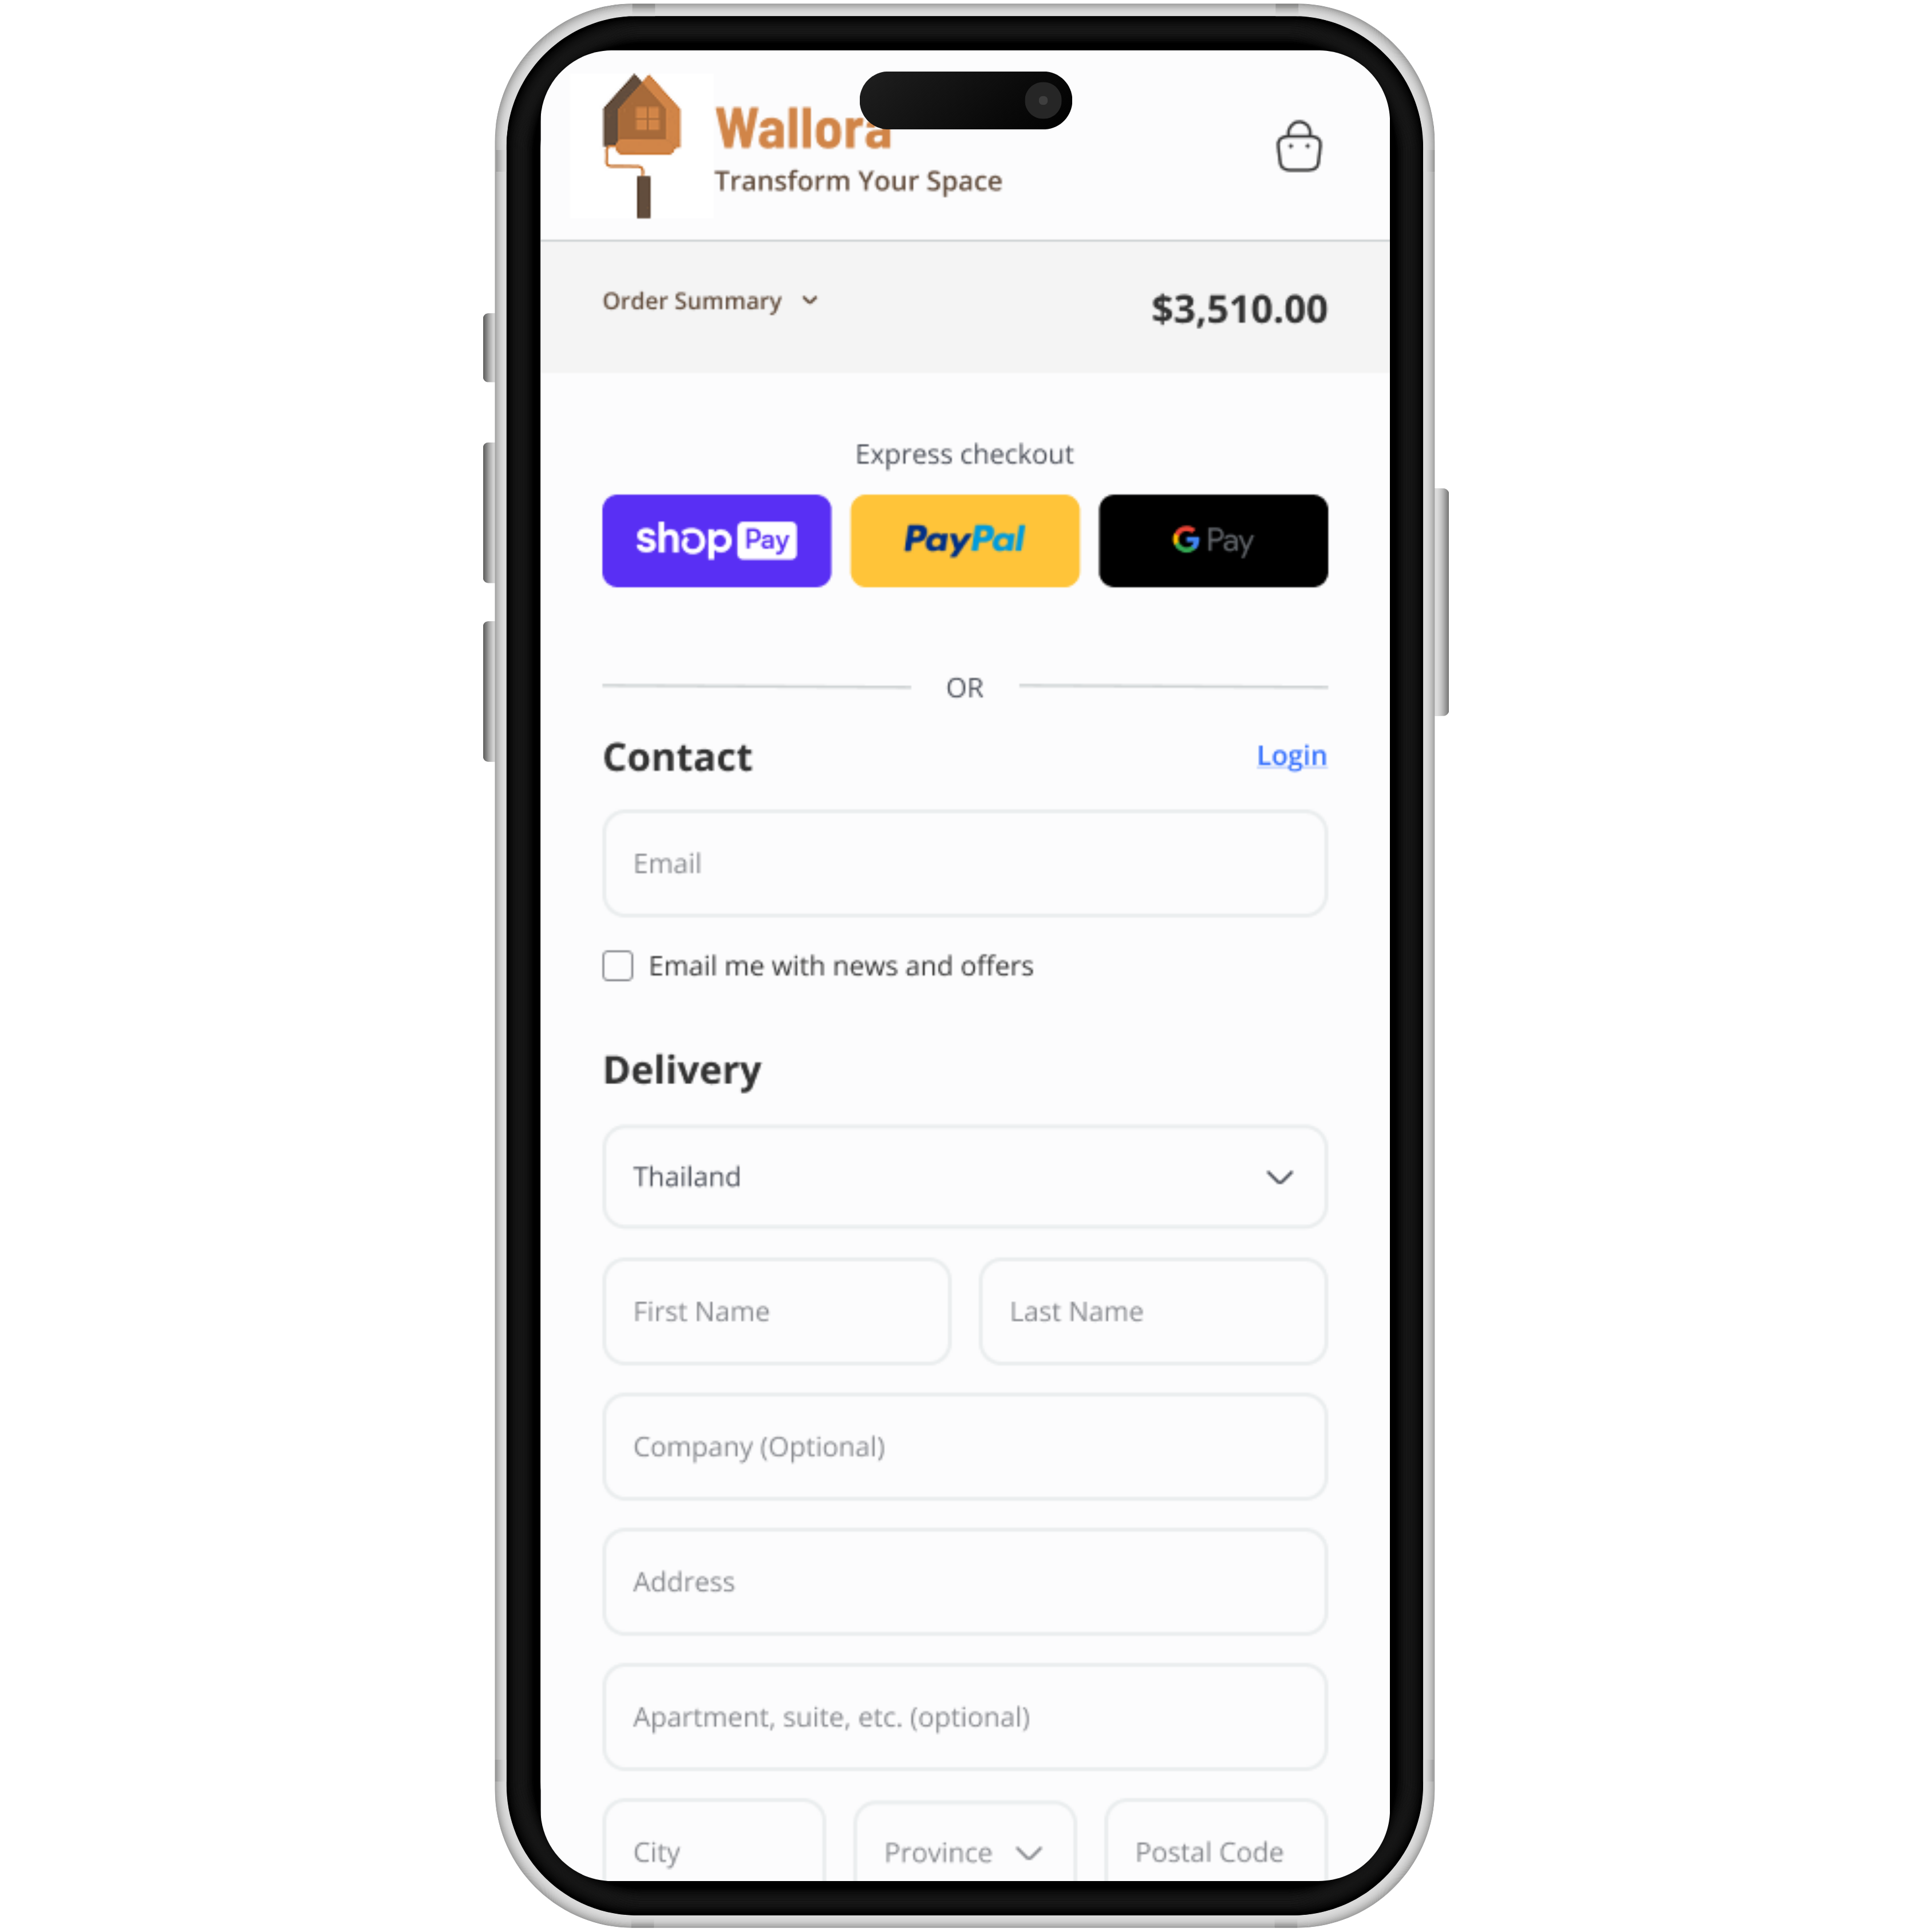 Wallora
Transform Your Space
Order Summary
$3,510.00
Express checkout
shop Pay
PayPal
G Pay
OR
Contact
Login
Email
Email me with news and offers
Delivery
Thailand
First Name
Last Name
Company (Optional)
Address
Apartment, suite, etc. (optional)
City
Province
Postal Code